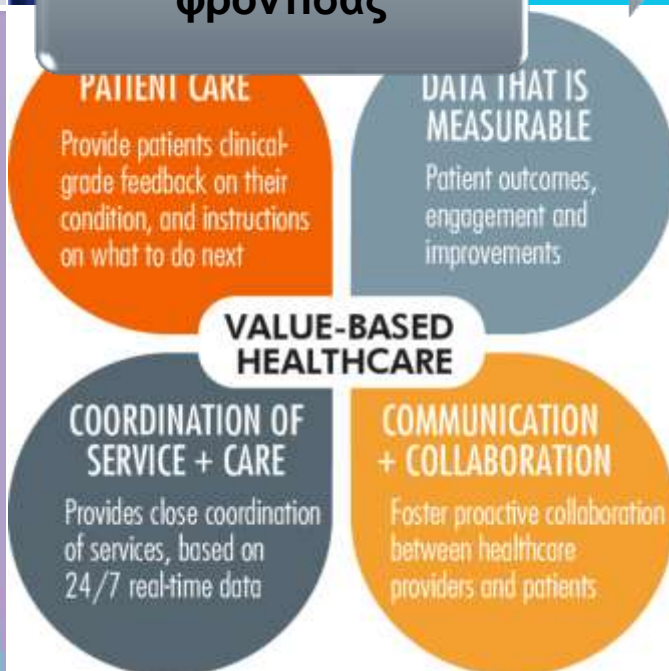 φροντίδας
PATIENT CARE
Provide patients clinical-
grade feedback on their
condition, and instructions
on what to do next
DATA THAT IS
MEASURABLE
Patient outcomes,
engagement and
improvements
VALUE-BASED
HEALTHCARE
COORDINATION OF
SERVICE + CARE
Provides close coordination
of services, based on
24/7 real-time data
COMMUNICATION
+ COLLABORATION
Foster proactive collaboration
between healthcare
providers and patients